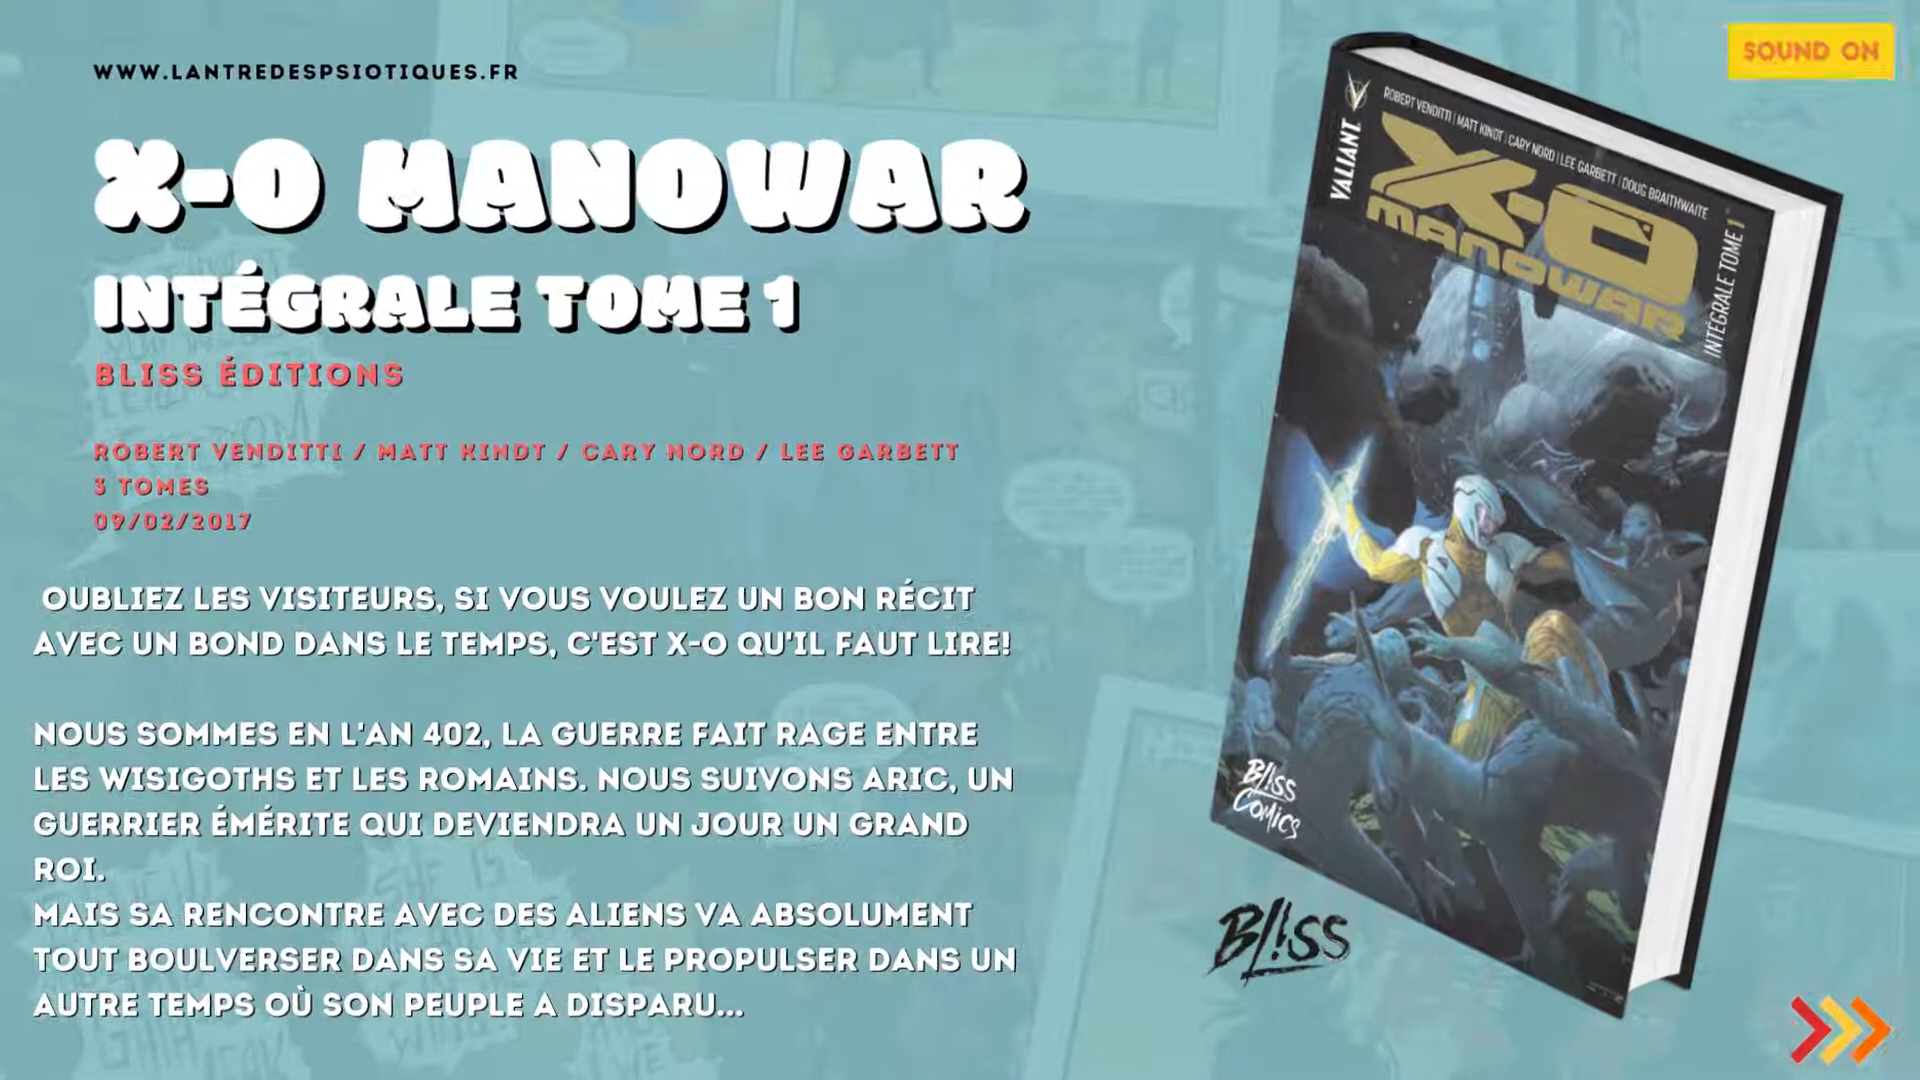 WWW.LANTREDESPSIOTIQUES.FR
SOUND ON
X-O MANOWAR
INTÉGRALE TOME 1
BLISS ÉDITIONS
ROBERT VENDITTI / MATT KINDT / CARY NORD / LEE GARBETT
3 TOMES
09/02/2017
OUBLIEZ LES VISITEURS, SI VOUS VOULEZ UN BON RÉCIT
AVEC UN BOND DANS LE TEMPS, C'EST X-O QU'IL FAUT LIRE!
NOUS SOMMES EN L'AN 402, LA GUERRE FAIT RAGE ENTRE
LES WISIGOTHS ET LES ROMAINS. NOUS SUIVONS ARIC, UN
GUERRIER ÉMÉRITE QUI DEVIENDRA UN JOUR UN GRAND
ROI.
MAIS SA RENCONTRE AVEC DES ALIENS VA ABSOLUMENT
TOUT BOULVERSER DANS SA VIE ET LE PROPULSER DANS UN
AUTRE TEMPS OÙ SON PEUPLE A DISPARU...
VALIANT
ROBERT VENDITTI | MATT KINDT | CARY NORD | LEE GARBETT | DOUG BRAITHWAITE
X-O
MANOWAR
INTÉGRALE TOME 1
BL!SS
COMICS
BL!SS